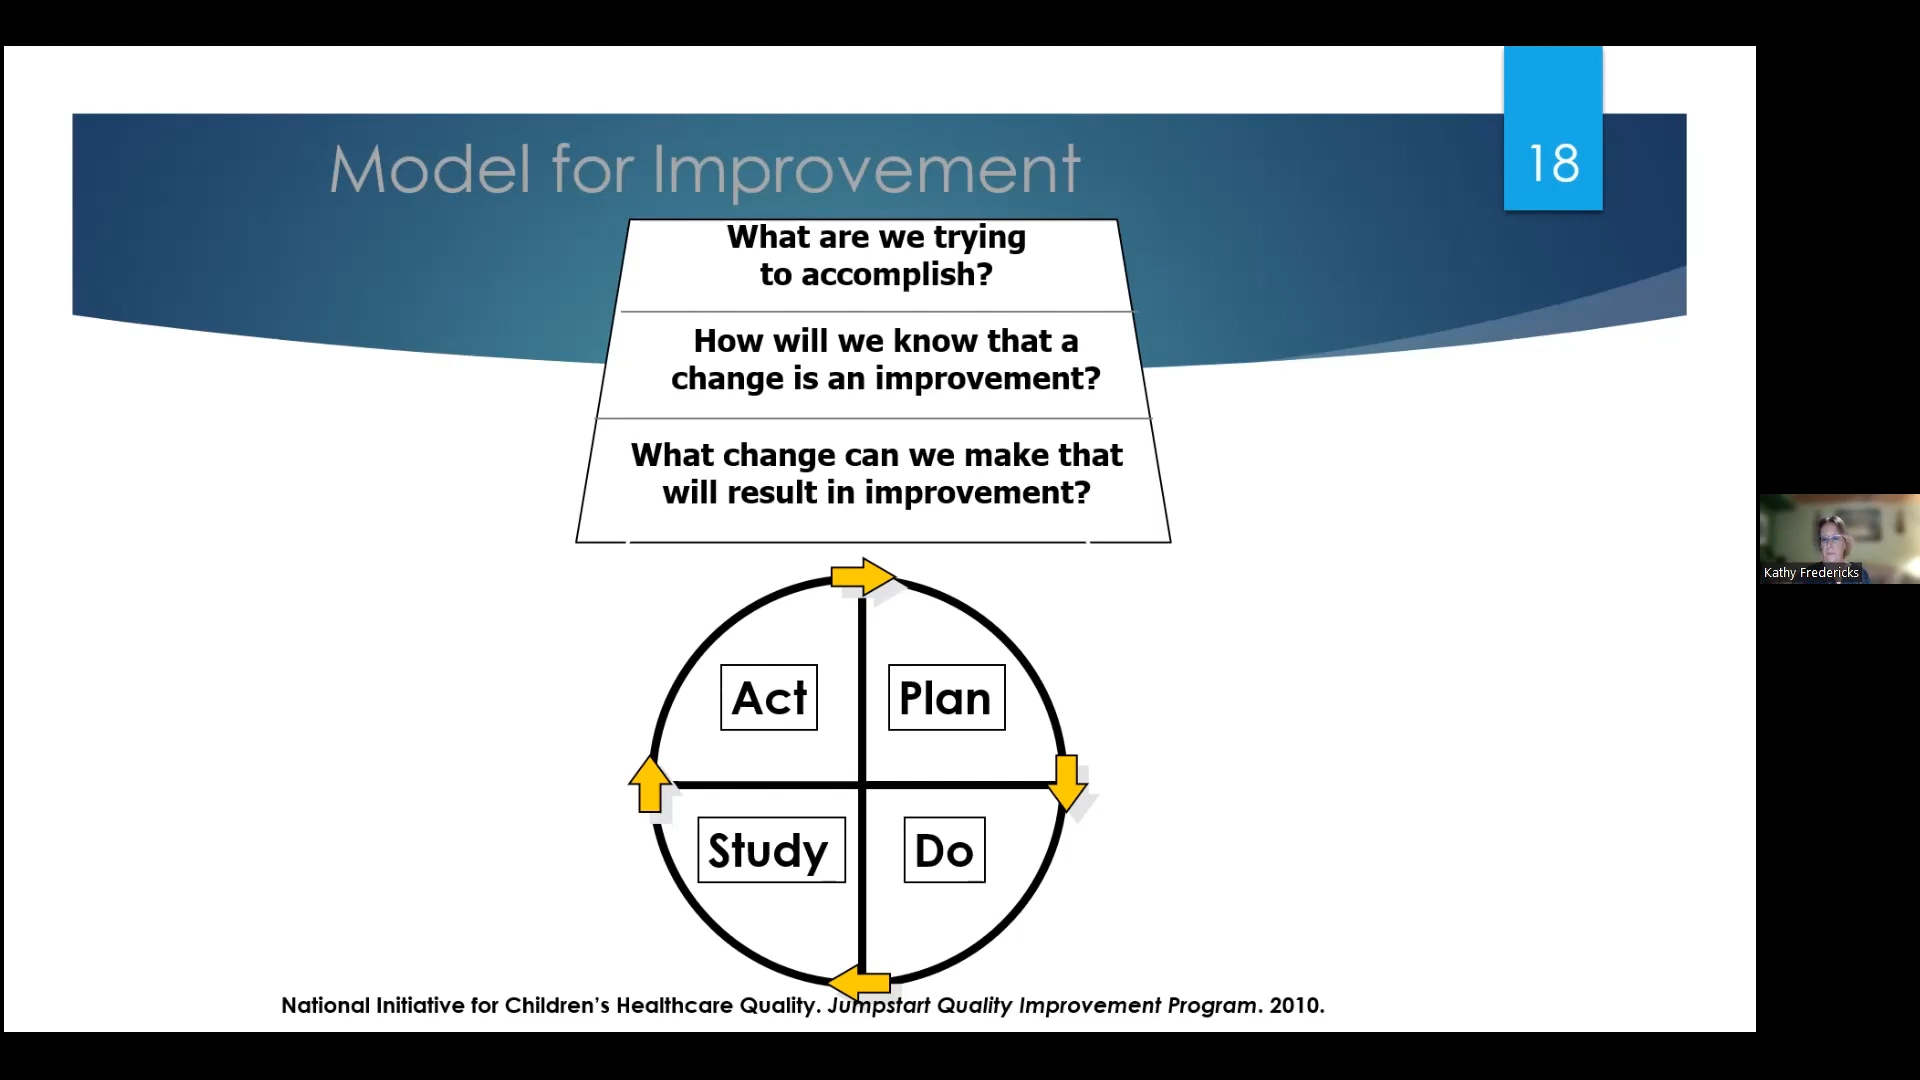 Model for Improvement
18
What are we trying
to accomplish?
How will we know that a
change is an improvement?
What change can we make that
will result in improvement?
Act
Plan
Study
Do
National Initiative for Children’s Healthcare Quality. Jumpstart Quality Improvement Program. 2010.
Kathy Fredericks